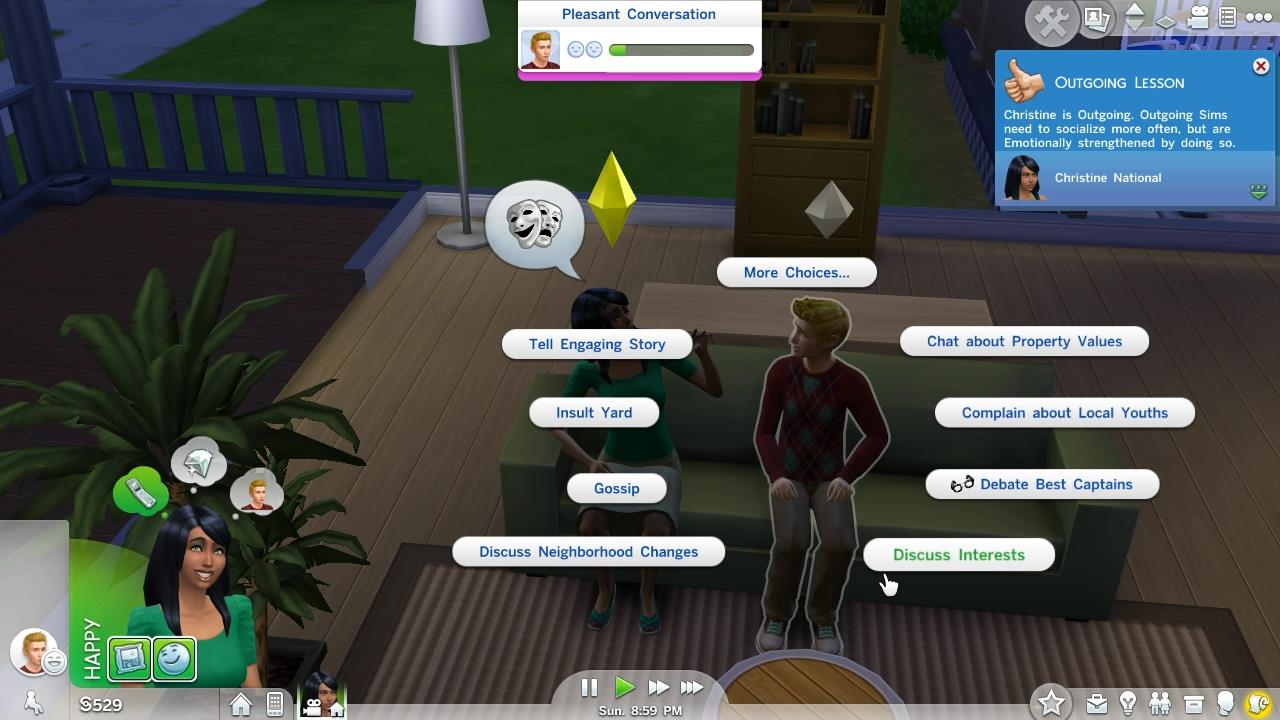 Pleasant Conversation
OUTGOING LESSON
Christine is Outgoing. Outgoing Sims
need to socialize more often, but are
Emotionally strengthened by doing so.
Christine National
More Choices...
Tell Engaging Story
Chat about Property Values
Insult Yard
Complain about Local Youths
Gossip
Debate Best Captains
Discuss Neighborhood Changes
Discuss Interests
HAPPY
§529
Sun. 8:59 PM